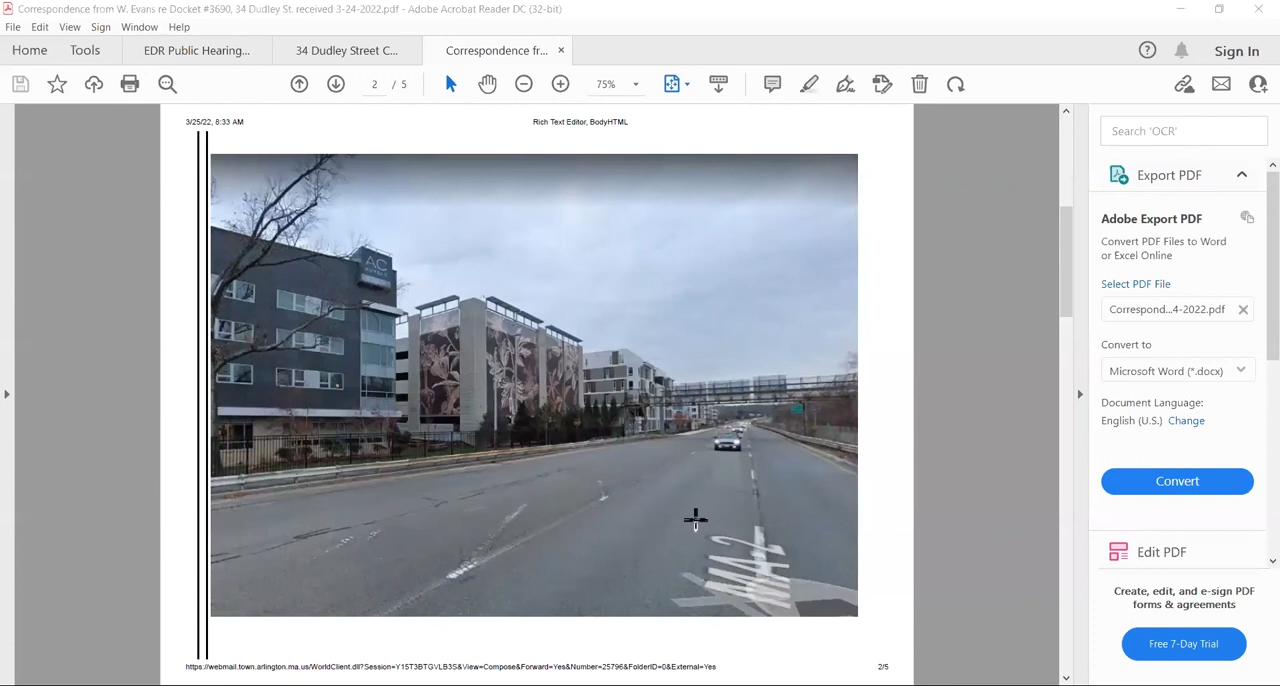 Correspondence from W. Evans re Docket #3690, 34 Dudley St. received 3-24-2022.pdf - Adobe Acrobat Reader DC (32-bit)
File Edit View Sign Window Help
Home Tools EDR Public Hearing... 34 Dudley Street C... Correspondence fr... × Sign In
2 / 5 75%
3/25/22, 8:33 AM Rich Text Editor, BodyHTML
Search 'OCR'
Export PDF
Adobe Export PDF
Convert PDF Files to Word
or Excel Online
Select PDF File
Correspond...4-2022.pdf
Convert to
Microsoft Word (*.docx)
Document Language:
English (U.S.) Change
Convert
Edit PDF
Create, edit, and e-sign PDF
forms & agreements
Free 7-Day Trial
AC
MA 2
https://webmail.town.arlington.ma.us/WorldClient.dll?Session=Y15T3BTGVLB3S&View=Compose&Forward=Yes&Number=25796&FolderID=0&External=Yes 2/5